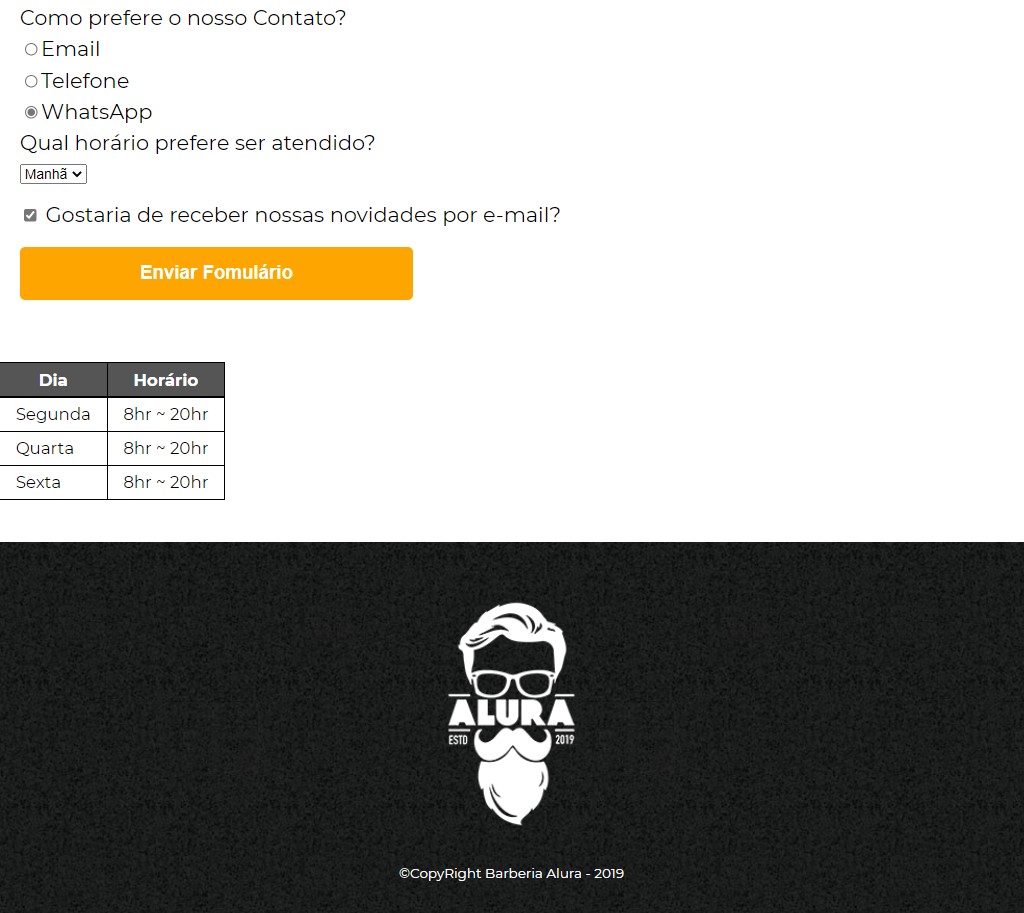 Como prefere o nosso Contato?
Email
Telefone
WhatsApp
Qual horário prefere ser atendido?
Manhã
Gostaria de receber nossas novidades por e-mail?
Enviar Fomulário
Dia Horário
Segunda 8hr ~ 20hr
Quarta 8hr ~ 20hr
Sexta 8hr ~ 20hr
ALURA
ESTD 2019
©CopyRight Barberia Alura - 2019